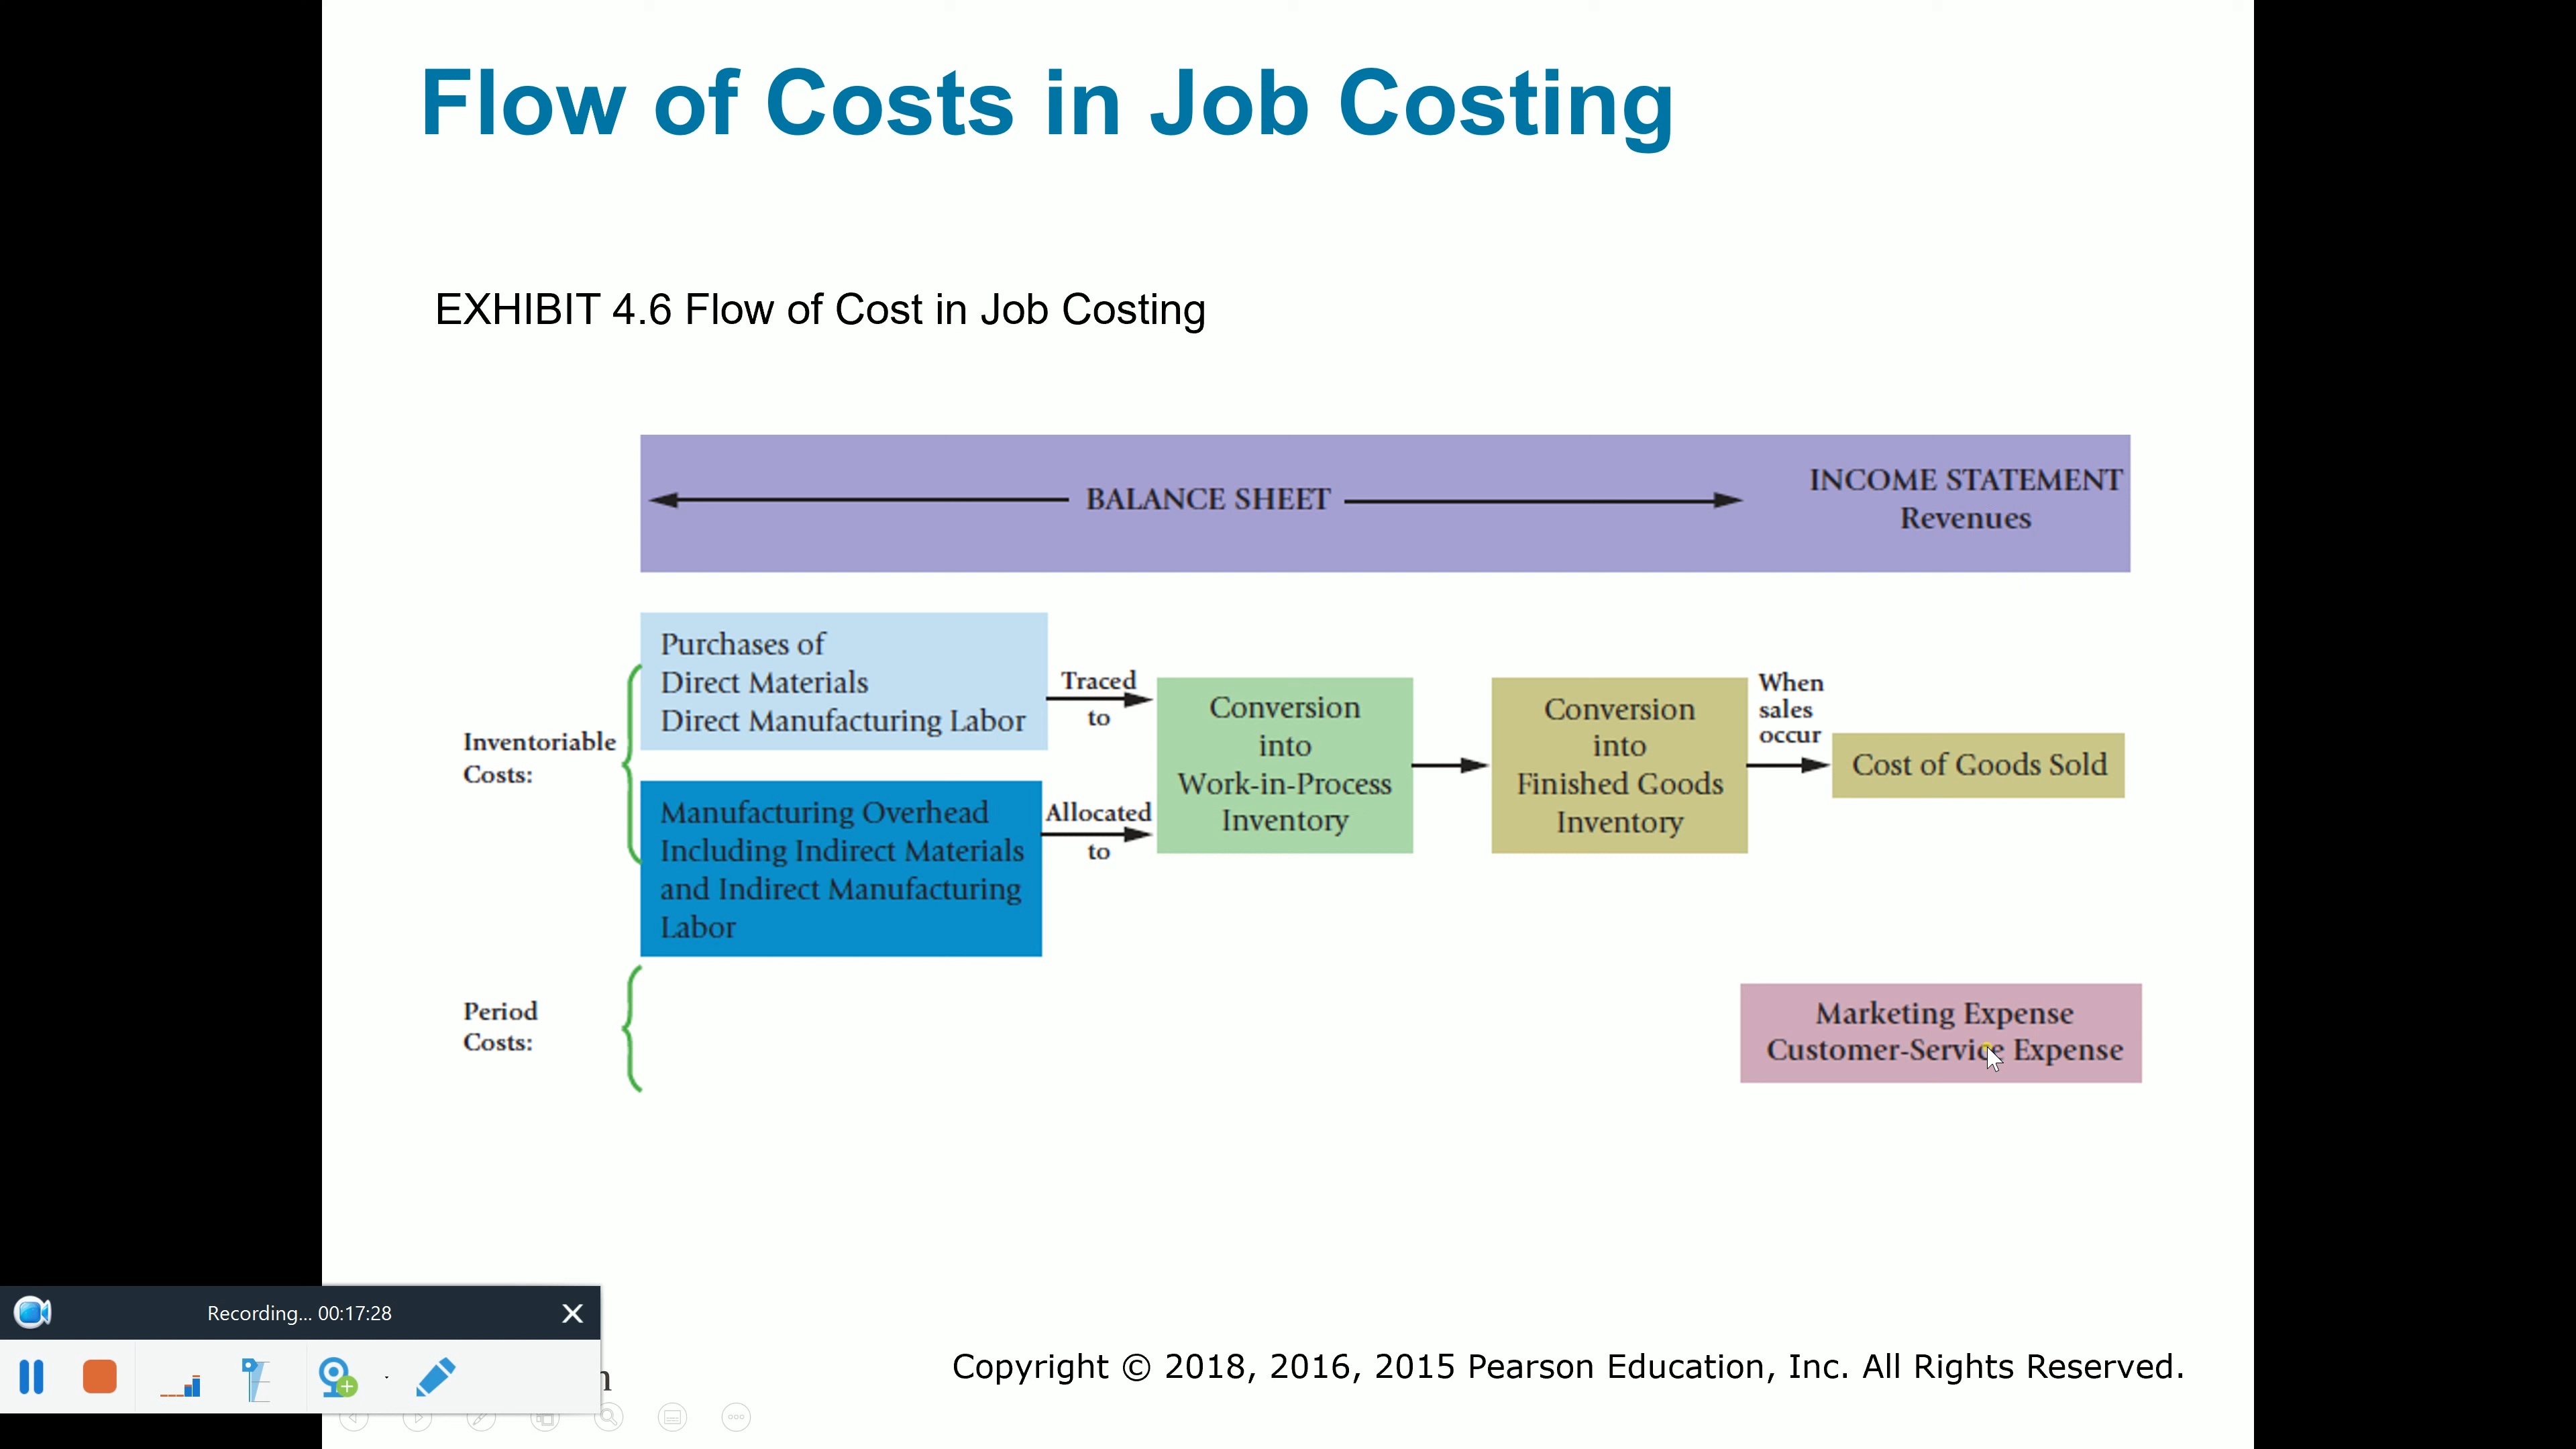 Flow of Costs in Job Costing
EXHIBIT 4.6 Flow of Cost in Job Costing
BALANCE SHEET
INCOME STATEMENT
Revenues
Inventoriable
Costs:
Purchases of
Direct Materials
Direct Manufacturing Labor
Traced
to
Manufacturing Overhead
Including Indirect Materials
and Indirect Manufacturing
Labor
Allocated
to
Conversion
into
Work-in-Process
Inventory
Conversion
into
Finished Goods
Inventory
When
sales
occur
Cost of Goods Sold
Period
Costs:
Marketing Expense
Customer-Service Expense
Recording... 00:17:28
Copyright © 2018, 2016, 2015 Pearson Education, Inc. All Rights Reserved.